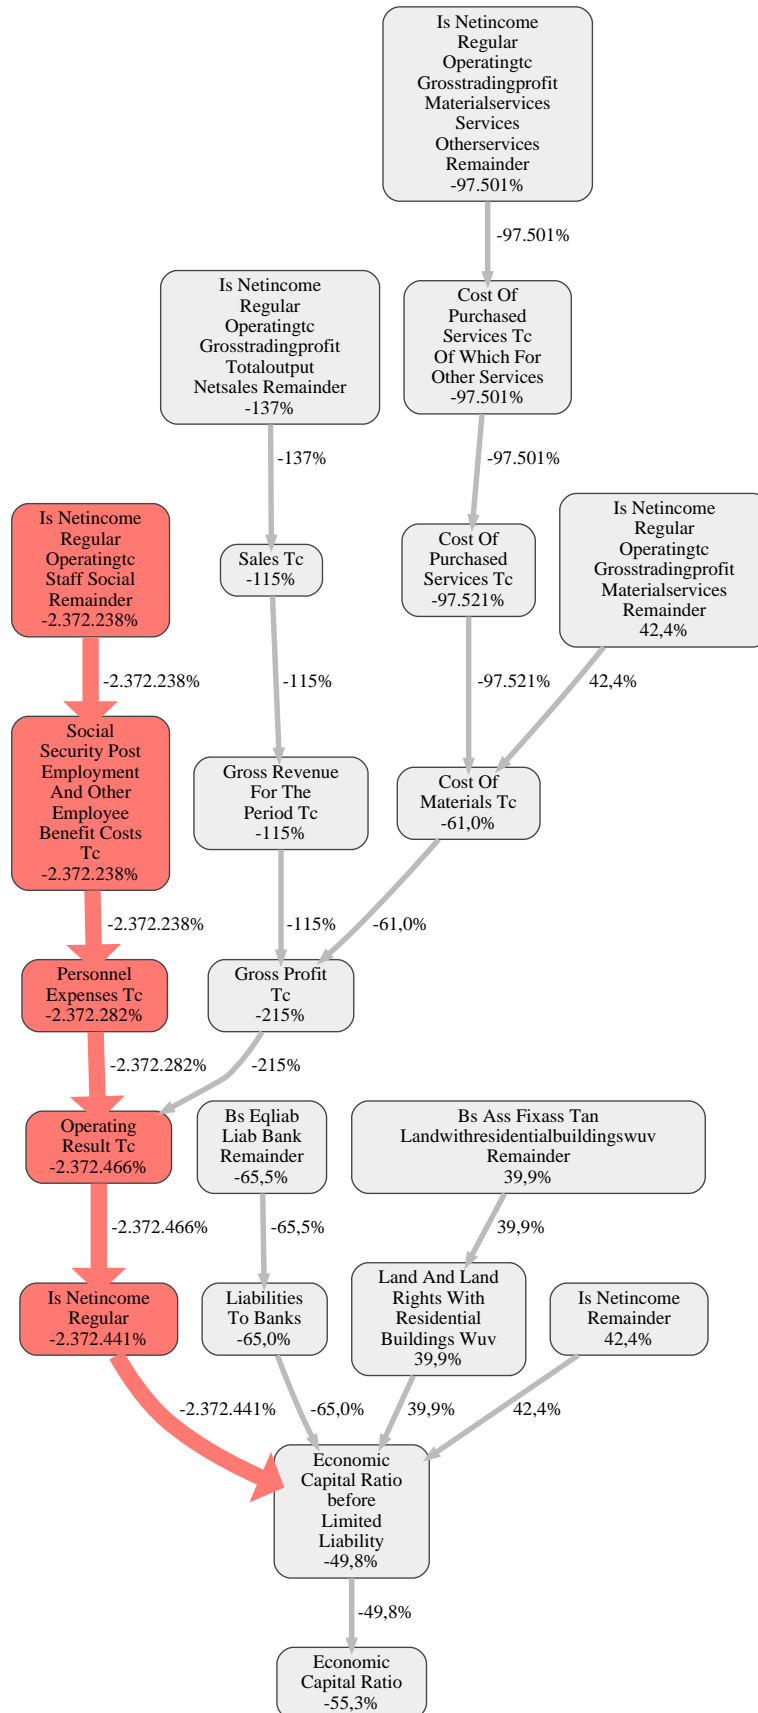 Is Netincome
Regular
Operatingtc
Grosstradingprofit
Materialservices
Services
Otherservices
Remainder
-97.501%
-97.501%
Is Netincome
Regular
Operatingtc
Grosstradingprofit
Totaloutput
Netsales Remainder
-137%
Cost Of
Purchased
Services Tc
Of Which For
Other Services
-97.501%
-137%
-97.501%
Is Netincome
Regular
Operatingtc
Staff Social
Remainder
-2.372.238%
Sales Tc
-115%
Cost Of
Purchased
Services Tc
-97.521%
Is Netincome
Regular
Operatingtc
Grosstradingprofit
Materialservices
Remainder
42,4%
-2.372.238%
-115%
-97.521%
42,4%
Social
Security Post
Employment
And Other
Employee
Benefit Costs
Tc
-2.372.238%
Gross Revenue
For The
Period Tc
-115%
Cost Of
Materials Tc
-61,0%
-2.372.238%
-115%
-61,0%
Personnel
Expenses Tc
-2.372.282%
Gross Profit
Tc
-215%
-2.372.282%
-215%
Operating
Result Tc
-2.372.466%
Bs Eqliab
Liab Bank
Remainder
-65,5%
Bs Ass Fixass Tan
Landwithresidentialbuildingswuv
Remainder
39,9%
-2.372.466%
-65,5%
39,9%
Is Netincome
Regular
-2.372.441%
Liabilities
To Banks
-65,0%
Land And Land
Rights With
Residential
Buildings Wuv
39,9%
Is Netincome
Remainder
42,4%
-2.372.441%
-65,0%
39,9%
42,4%
Economic
Capital Ratio
before
Limited
Liability
-49,8%
-49,8%
Economic
Capital Ratio
-55,3%